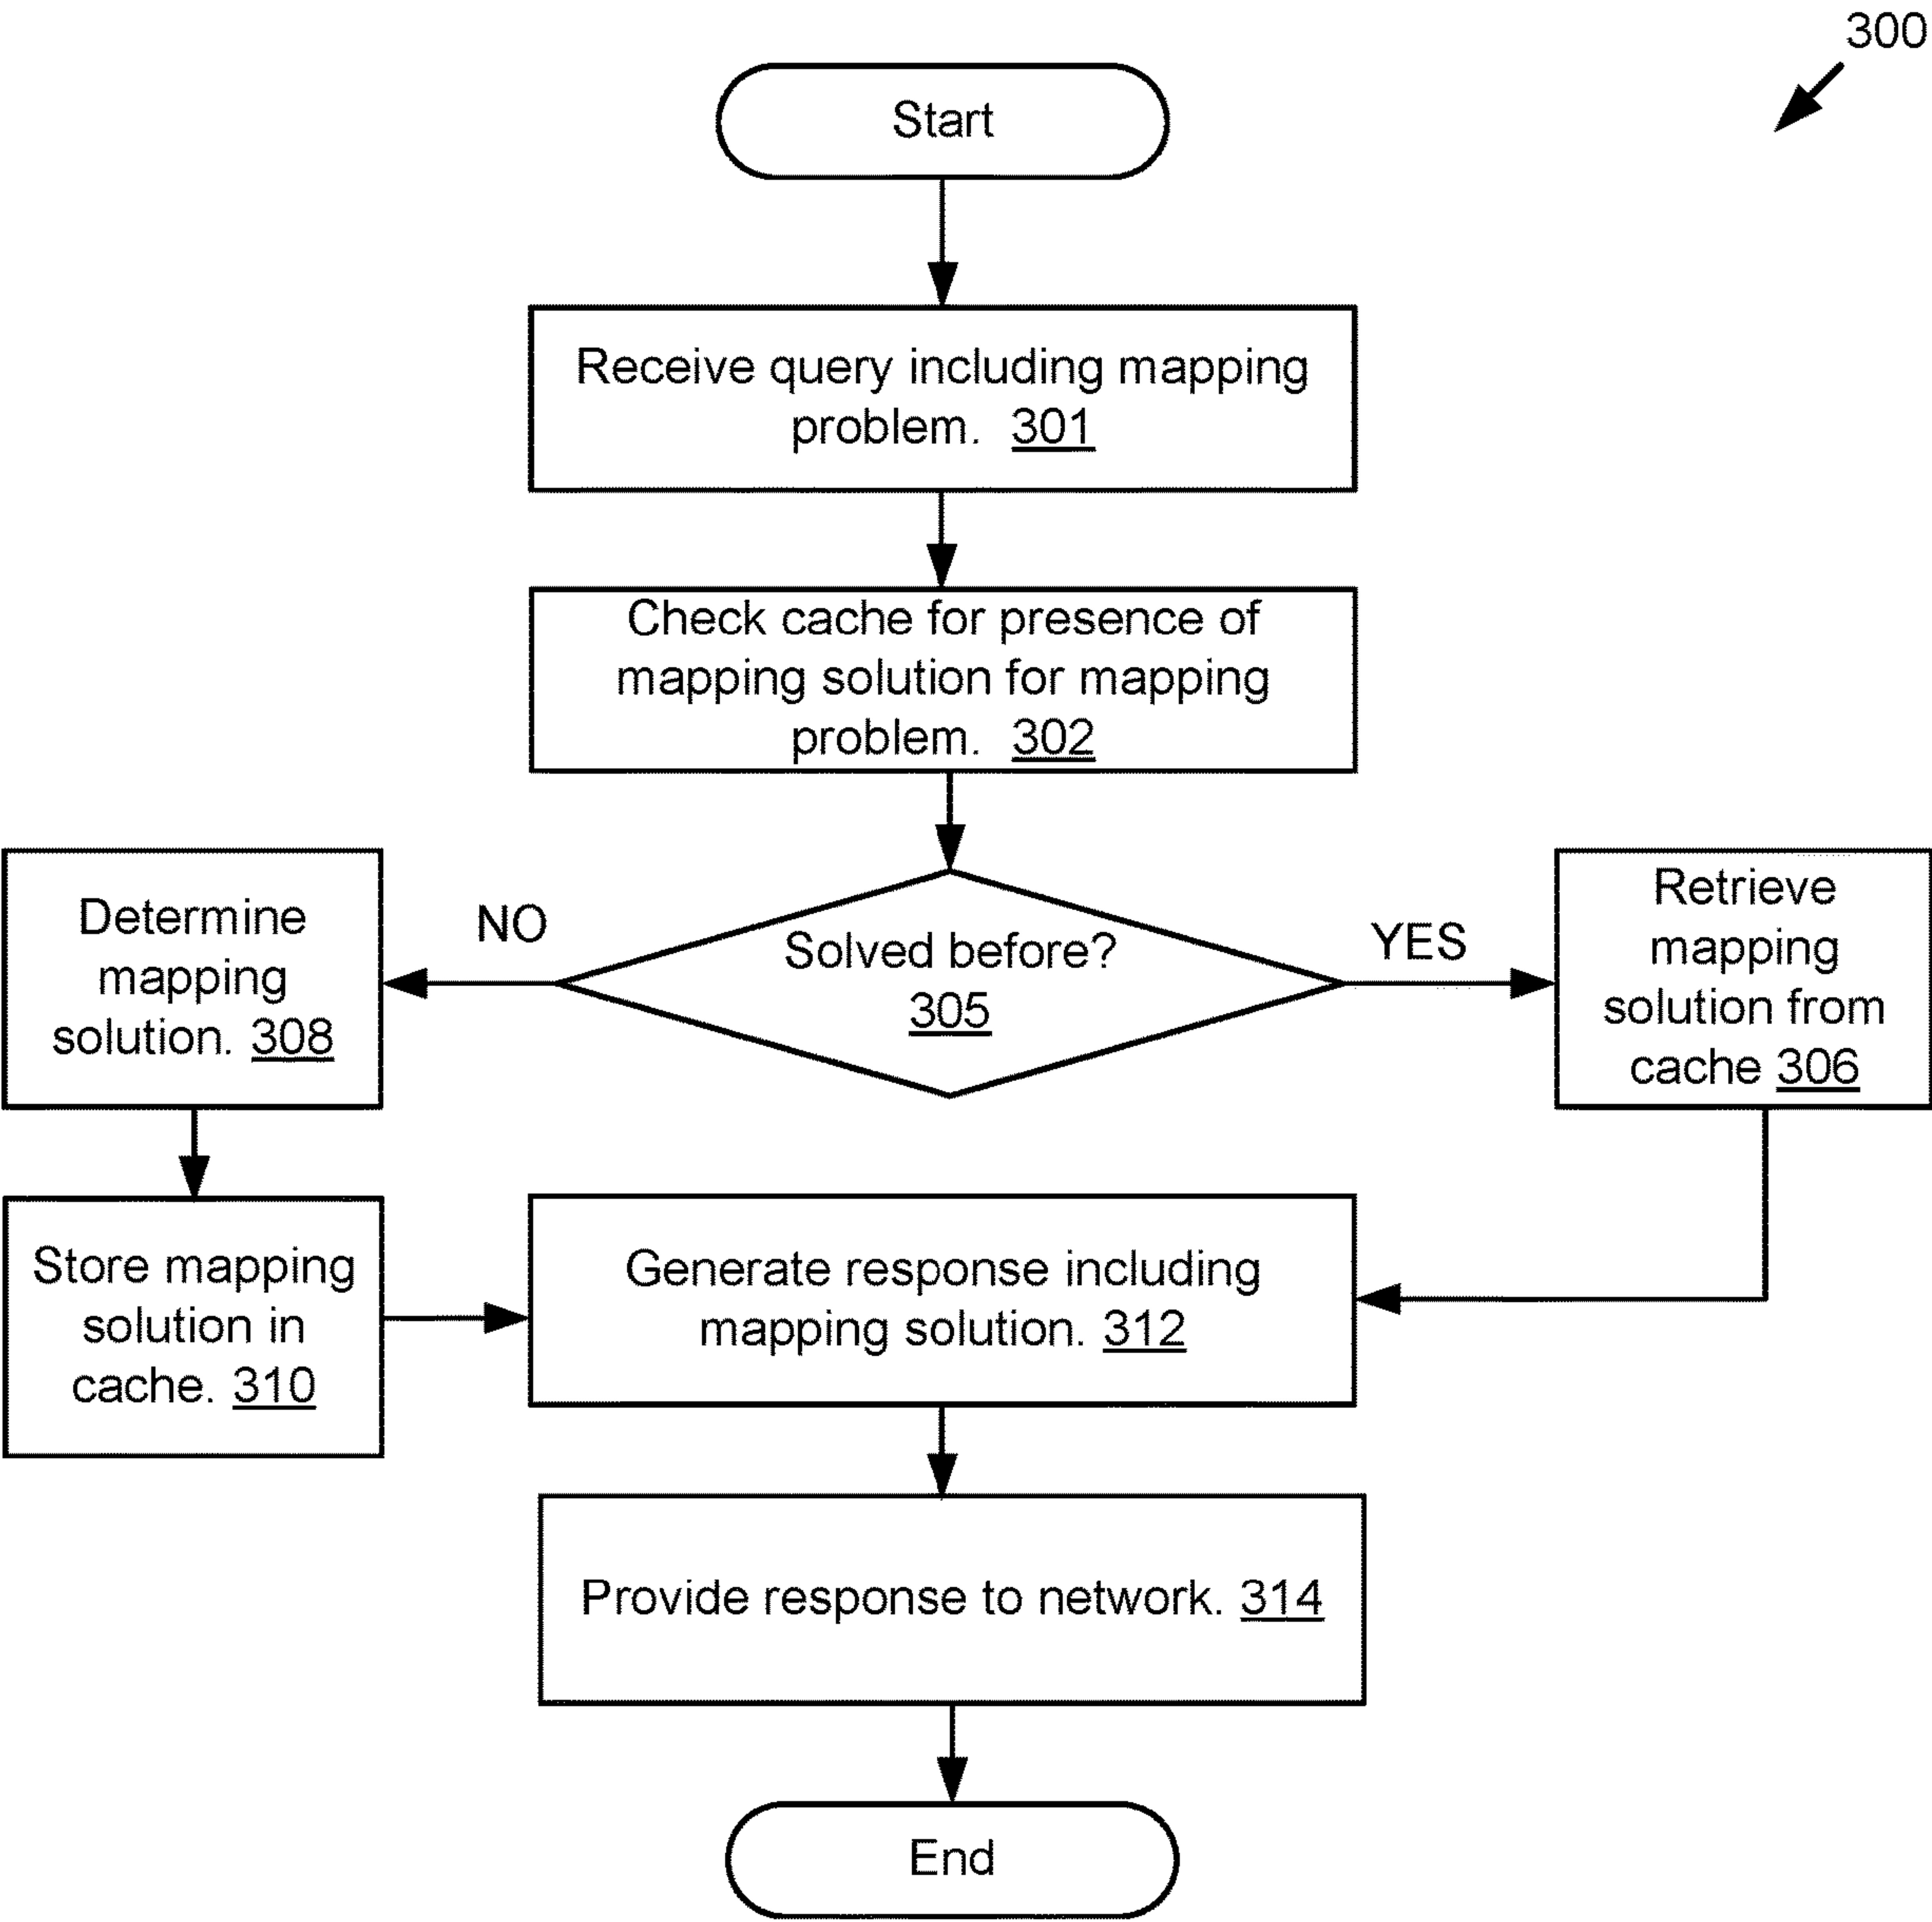 300
Start
Receive query including mapping
problem. 301
Check cache for presence of
mapping solution for mapping
problem. 302
Determine
mapping
solution. 308
NO
Solved before?
305
YES
Retrieve
mapping
solution from
cache 306
Store mapping
solution in
cache. 310
Generate response including
mapping solution. 312
Provide response to network. 314
End